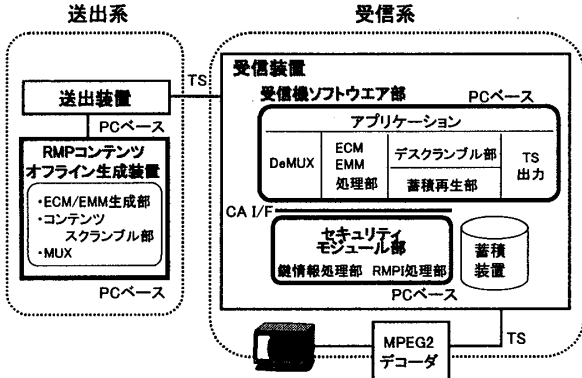 送出系
受信系
TS
送出装置
PCベース
RMPコンテンツ
オフライン生成装置
・ECM/EMM生成部
・コンテンツ
スクランブル部
・MUX
PCベース
受信装置
受信機ソフトウエア部
PCベース
アプリケーション
DeMUX
ECM
EMM
処理部
デスクランブル部
蓄積再生部
TS
出力
CA I/F
セキュリティ
モジュール部
鍵情報処理部 RMPI処理部
PCベース
蓄積
装置
MPEG2
デコーダ
TS